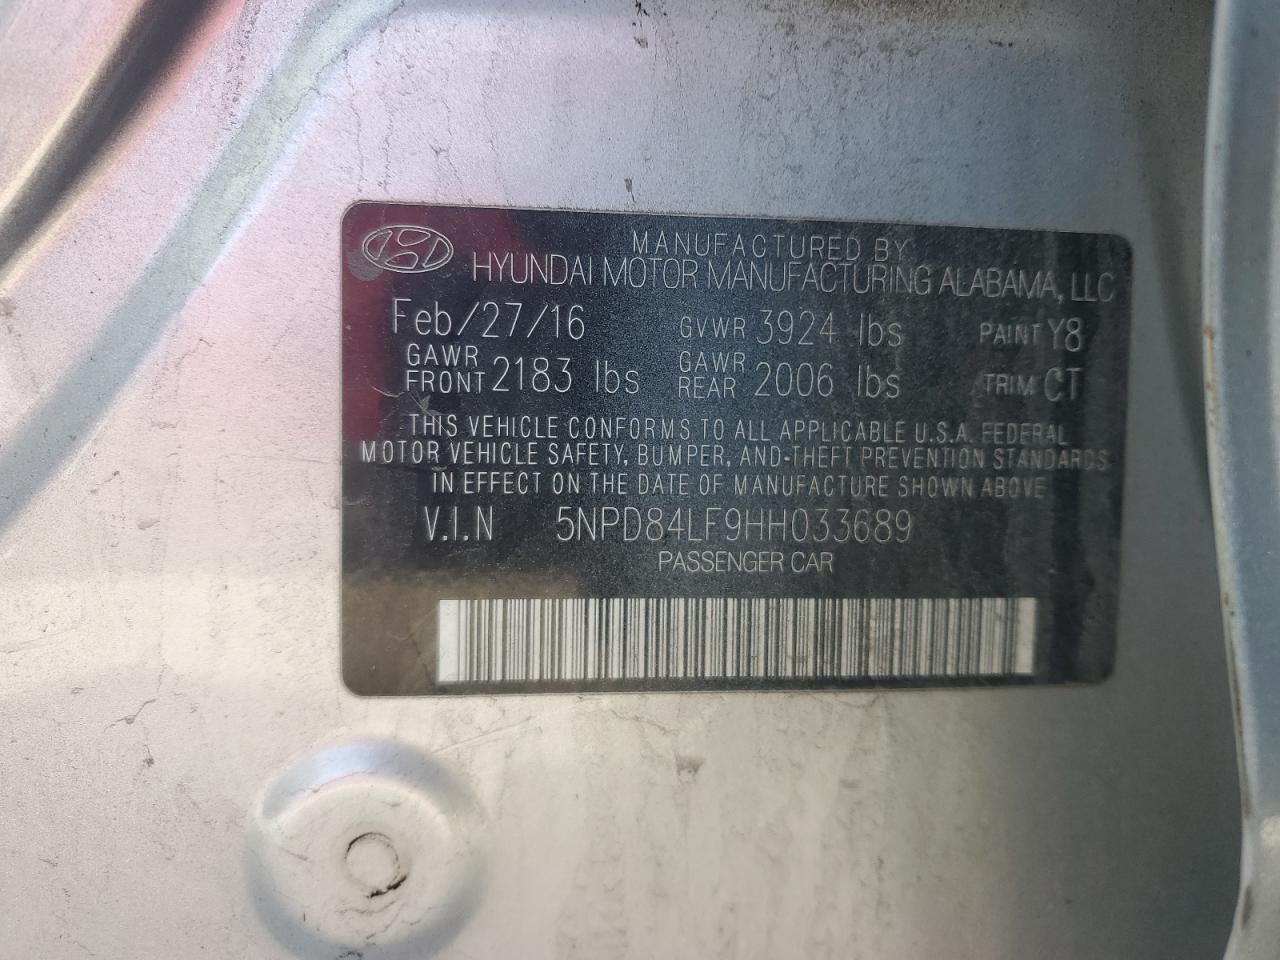 MANUFACTURED BY
HYUNDAI MOTOR MANUFACTURING ALABAMA, LLC
Feb/27/16 GVWR 3924 lbs PAINT Y8
GAWR FRONT 2183 lbs GAWR REAR 2006 lbs TRIM CT
THIS VEHICLE CONFORMS TO ALL APPLICABLE U.S.A. FEDERAL
MOTOR VEHICLE SAFETY, BUMPER, AND-THEFT PREVENTION STANDARDS
IN EFFECT ON THE DATE OF MANUFACTURE SHOWN ABOVE
V.I.N 5NPD84LF9HH033689
PASSENGER CAR